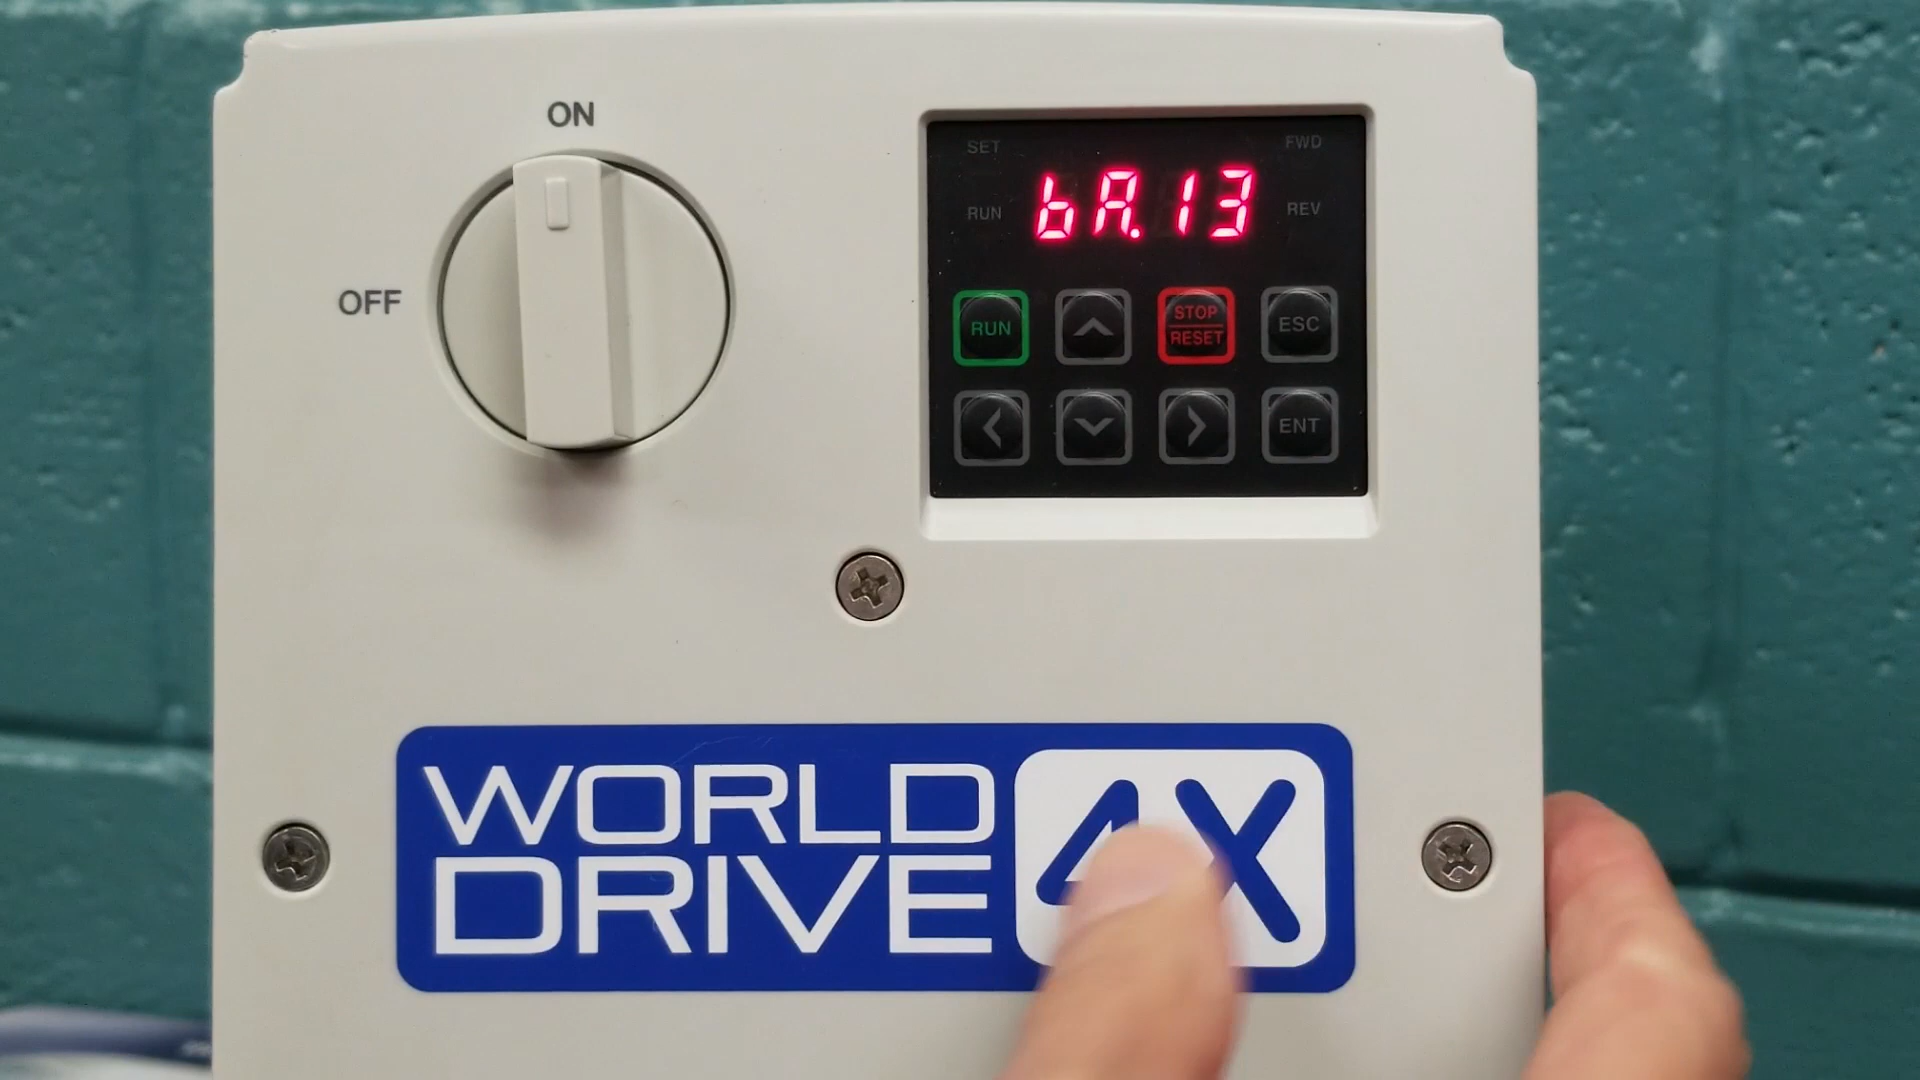 ON
OFF
SET
FWD
bA.13
RUN
REV
RUN
STOP
RESET
ESC
ENT
WORLD
DRIVE
4X